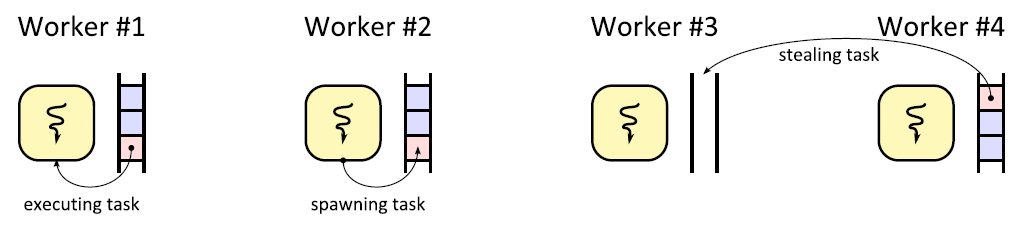 Worker #1
Worker #2
Worker #3
Worker #4
stealing task
executing task
spawning task